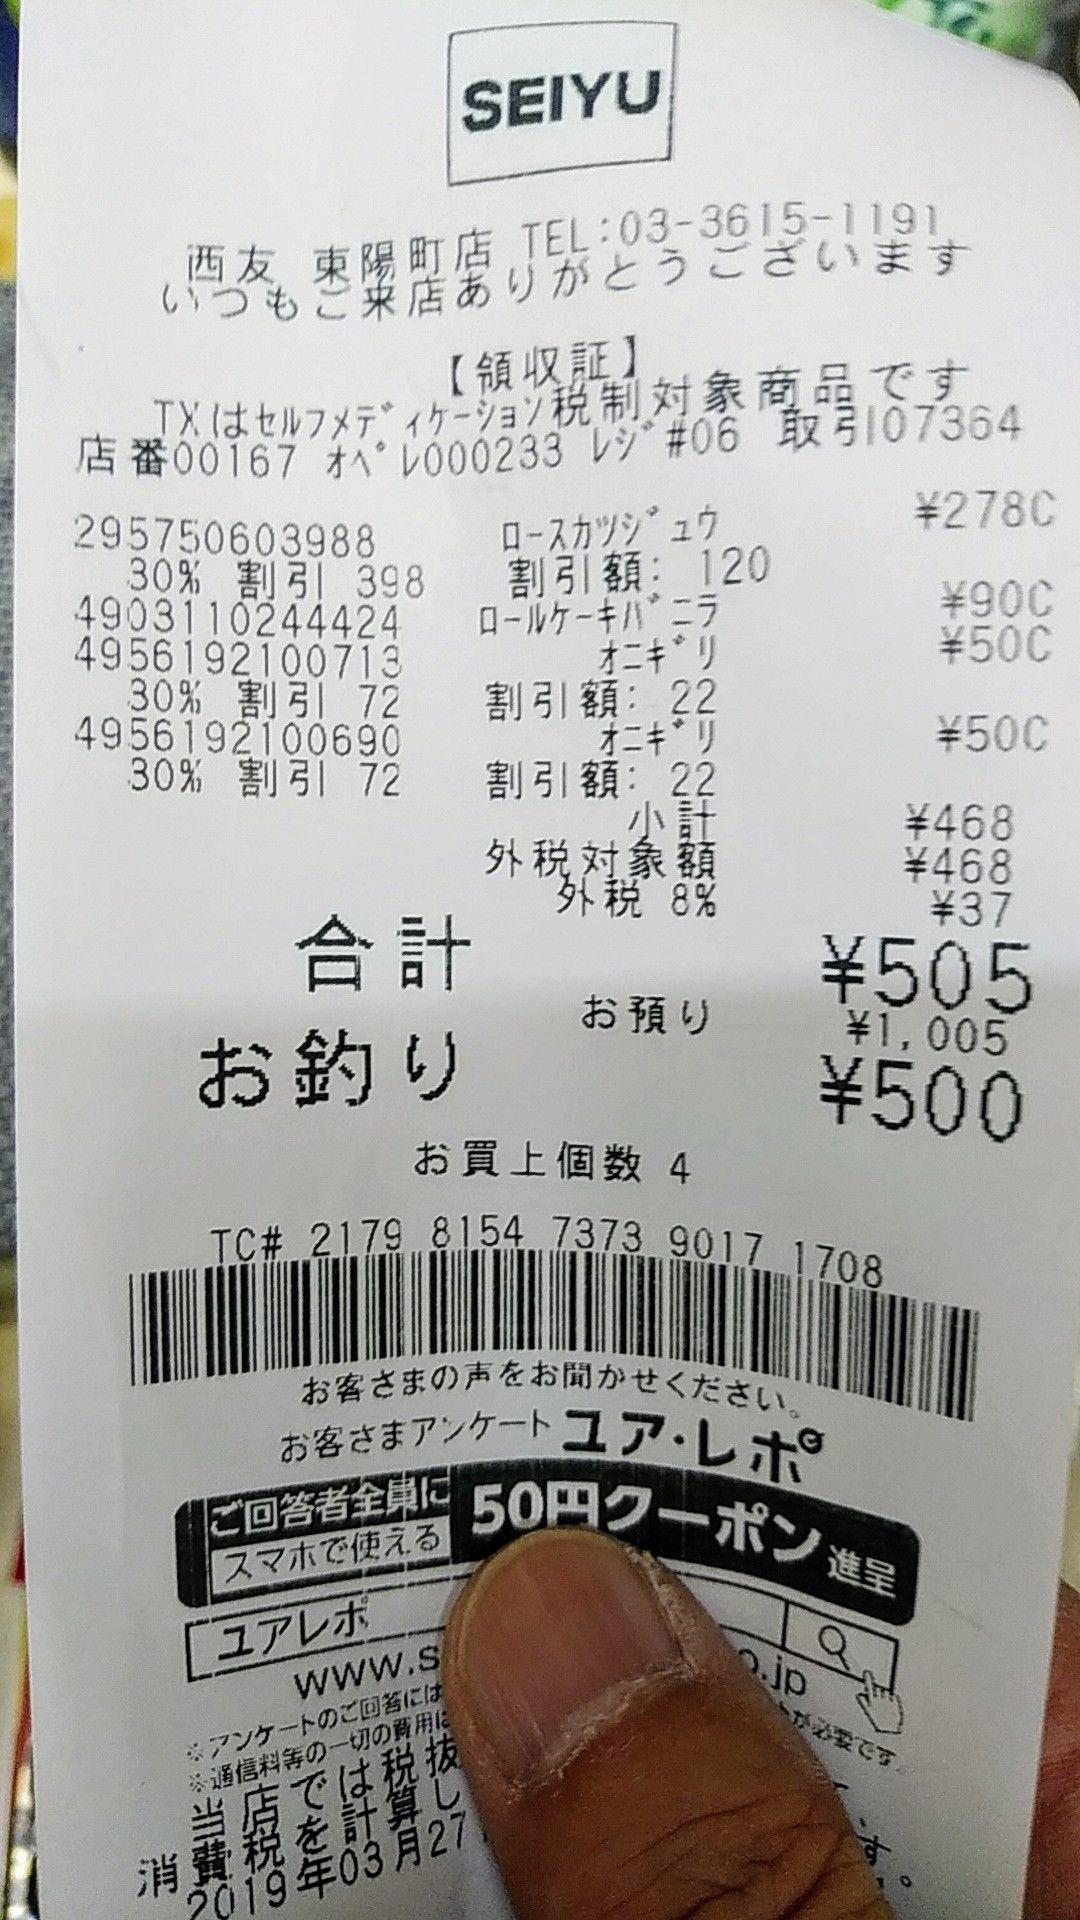 SEIYU
西友 東陽町店 TEL:03-3615-1191
いつもご来店ありがとうございます
【領収証】
TXはセルフメディケーション税制対象商品です
店番00167 オペレ000233 レジ#06 取引07364
295750603988 ロースカツジュウ ¥278C
30% 割引 398 割引額: 120
4903110244424 ロールケーキバニラ ¥90C
4956192100713 オニギリ ¥50C
30% 割引 72 割引額: 22
4956192100690 オニギリ ¥50C
30% 割引 72 割引額: 22
小計 ¥468
外税対象額 ¥468
外税 8% ¥37
合計 ¥505
お預り ¥1,005
お釣り ¥500
お買上個数 4
TC# 2179 8154 7373 9017 1708
お客さまの声をお聞かせください。
お客さまアンケート ユア・レポ
ご回答者全員に
スマホで使える
50円クーポン進呈
ユアレポ
www.s o.jp
※アンケートのご回答には
※通信料等の一切の費用は
当店では税抜
消費税を計算し す。
2019年03月27